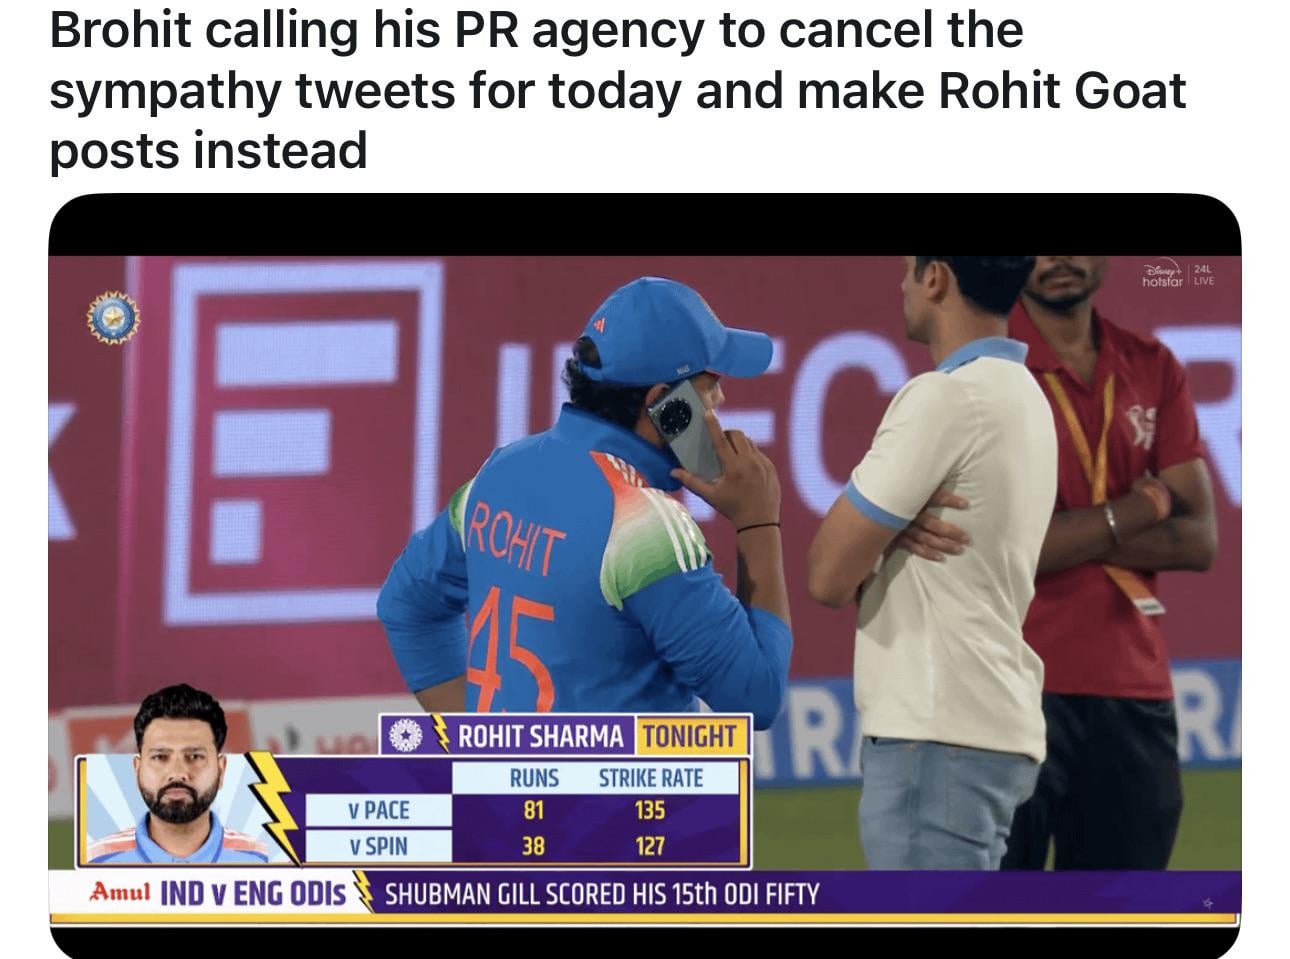 Brohit calling his PR agency to cancel the
sympathy tweets for today and make Rohit Goat
posts instead
Disney+
hotstar
24L
LIVE
ROHIT
45
ROHIT SHARMA TONIGHT
RUNS STRIKE RATE
v PACE 81 135
v SPIN 38 127
Amul IND v ENG ODIs SHUBMAN GILL SCORED HIS 15th ODI FIFTY